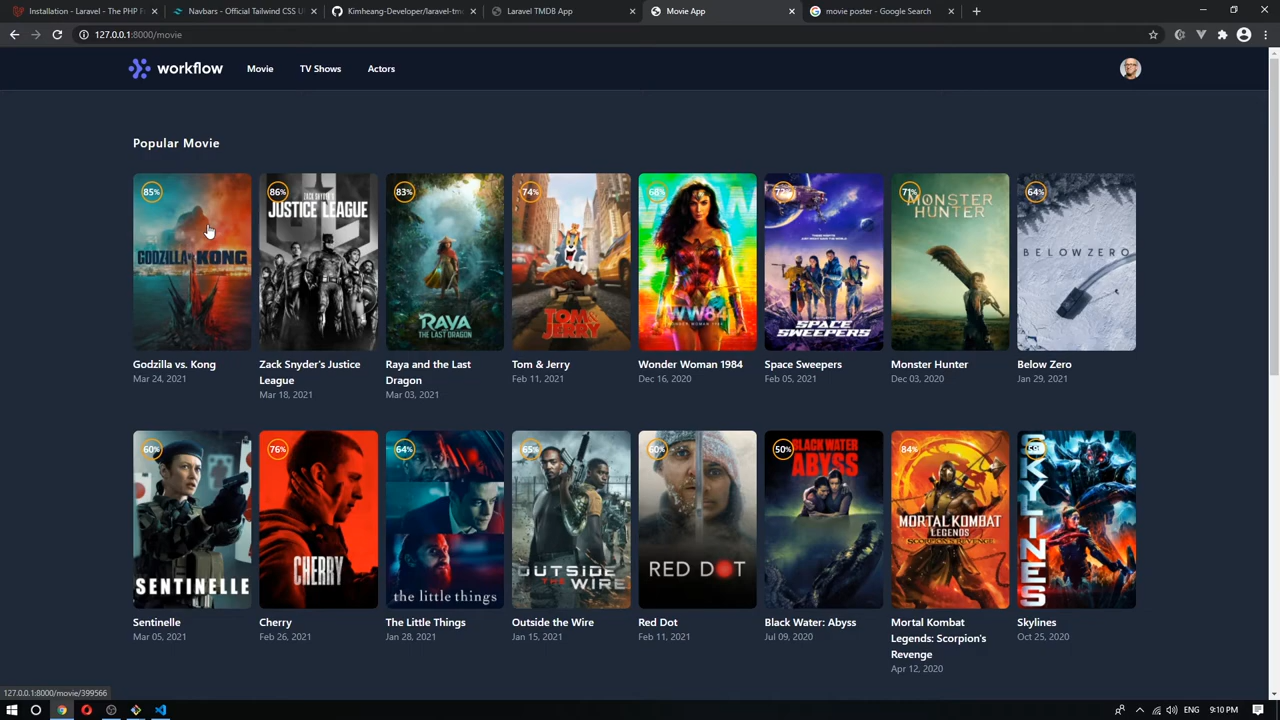 Installation - Laravel - The PHP F
Navbars - Official Tailwind CSS U
Kimheang-Developer/laravel-tm
Laravel TMDB App
Movie App
movie poster - Google Search
127.0.0.1:8000/movie
workflow
Movie
TV Shows
Actors
Popular Movie
85%
86%
83%
74%
68%
71%
64%
GODZILLA KONG
ZACK SNYDER'S
JUSTICE LEAGUE
RAYA
THE LAST DRAGON
TOM &
JERRY
WW84
WONDER WOMAN 1984
SPACE
SWEEPERS
MONSTER
HUNTER
BELOW ZERO
Godzilla vs. Kong
Mar 24, 2021
Zack Snyder's Justice
League
Mar 18, 2021
Raya and the Last
Dragon
Mar 03, 2021
Tom & Jerry
Feb 11, 2021
Wonder Woman 1984
Dec 16, 2020
Space Sweepers
Feb 05, 2021
Monster Hunter
Dec 03, 2020
Below Zero
Jan 29, 2021
60%
76%
64%
65%
60%
50%
84%
SENTINELLE
CHERRY
the little things
OUTSIDE
THE WIRE
RED DOT
BLACK WATER
ABYSS
MORTAL KOMBAT
LEGENDS
SCORPION'S REVENGE
SKYLINES
Sentinelle
Mar 05, 2021
Cherry
Feb 26, 2021
The Little Things
Jan 28, 2021
Outside the Wire
Jan 15, 2021
Red Dot
Feb 11, 2021
Black Water: Abyss
Jul 09, 2020
Mortal Kombat
Legends: Scorpion's
Revenge
Apr 12, 2020
Skylines
Oct 25, 2020
127.0.0.1:8000/movie/399566
ENG
9:10 PM